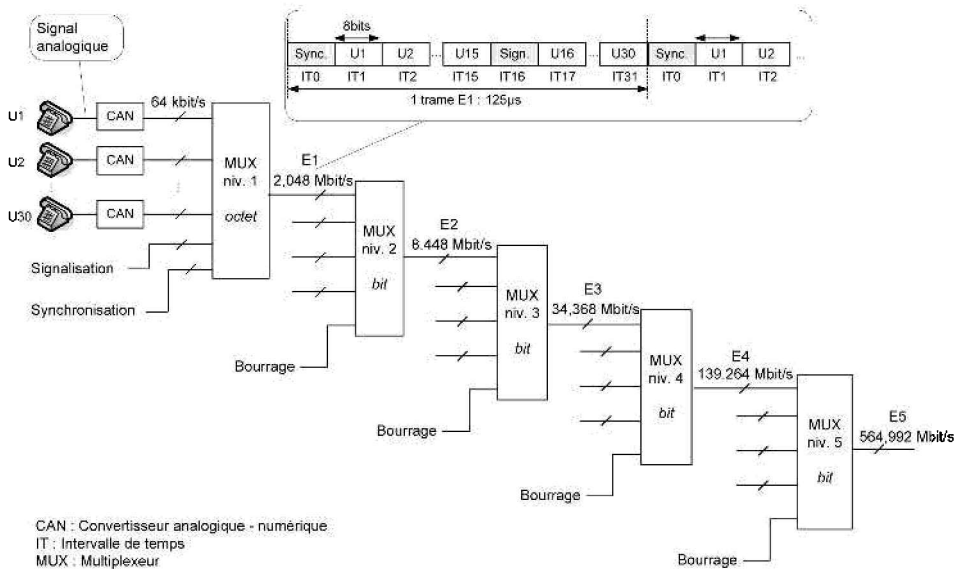 Signal
analogique
8bits
Sync. U1 U2 ... U15 Sign. U16 ... U30 Sync. U1 U2
IT0 IT1 IT2 IT15 IT16 IT17 IT31 IT0 IT1 IT2 ...
1 trame E1 : 125µs
U1 CAN 64 kbit/s
U2 CAN
U30 CAN
MUX
niv. 1
octet
Signalisation
Synchronisation
E1
2,048 Mbit/s
MUX
niv. 2
bit
Bourrage
E2
8.448 Mbit/s
MUX
niv. 3
bit
Bourrage
E3
34,368 Mbit/s
MUX
niv. 4
bit
Bourrage
E4
139.264 Mbit/s
MUX
niv. 5
bit
Bourrage
E5
564,992 Mbit/s
CAN : Convertisseur analogique - numérique
IT : Intervalle de temps
MUX : Multiplexeur